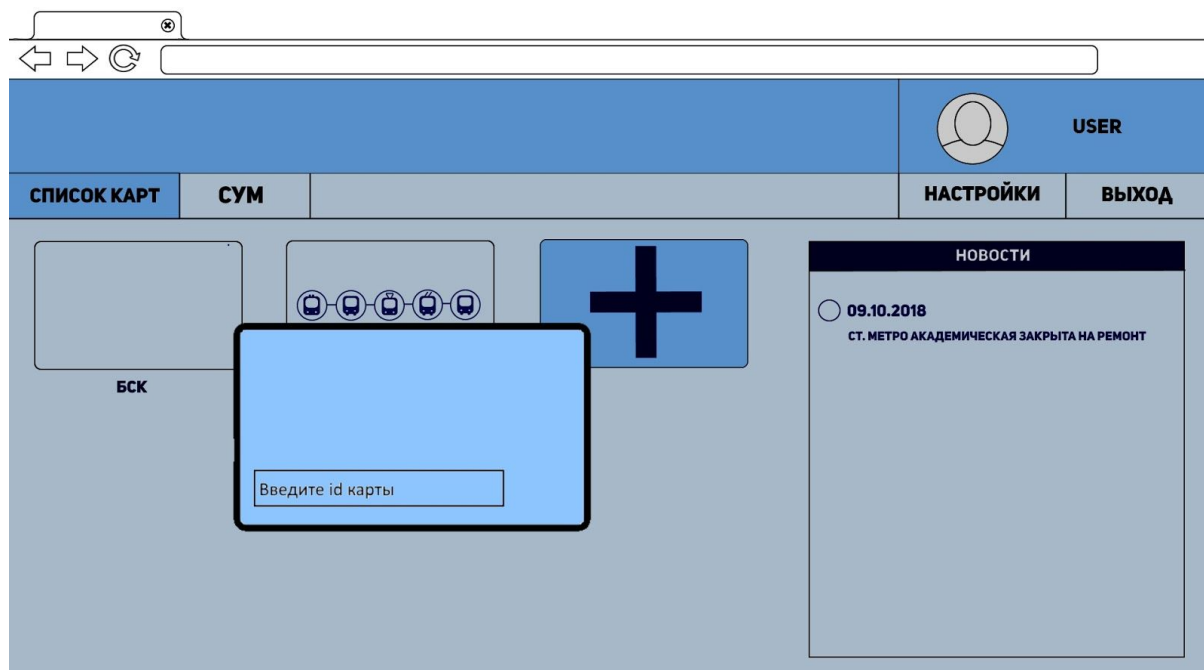 USER
СПИСОК КАРТ
СУМ
НАСТРОЙКИ
ВЫХОД
НОВОСТИ
09.10.2018
СТ. МЕТРО АКАДЕМИЧЕСКАЯ ЗАКРЫТА НА РЕМОНТ
БСК
Введите id карты